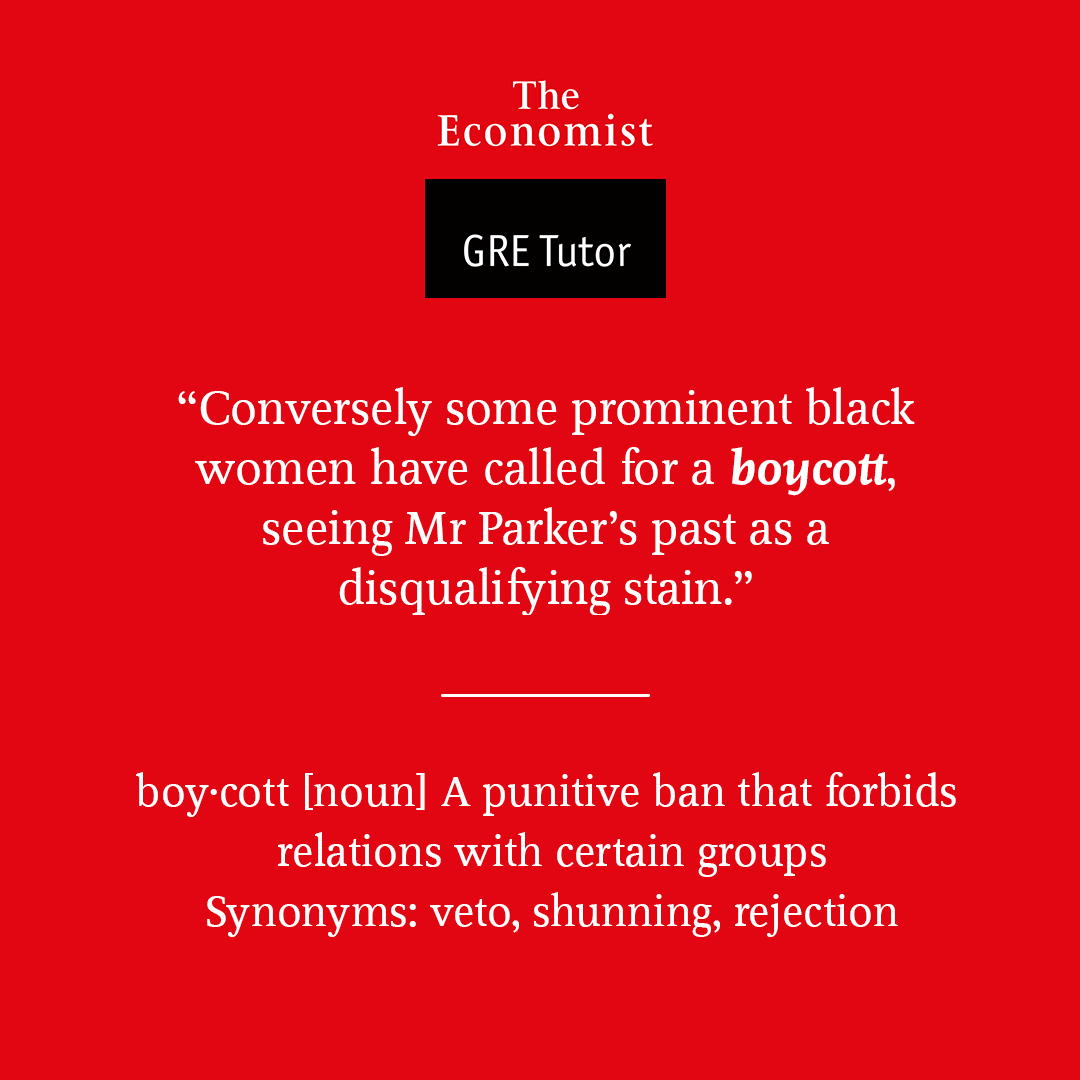 The
Economist
GRE Tutor
“Conversely some prominent black
women have called for a boycott,
seeing Mr Parker’s past as a
disqualifying stain.”
boy·cott [noun] A punitive ban that forbids
relations with certain groups
Synonyms: veto, shunning, rejection